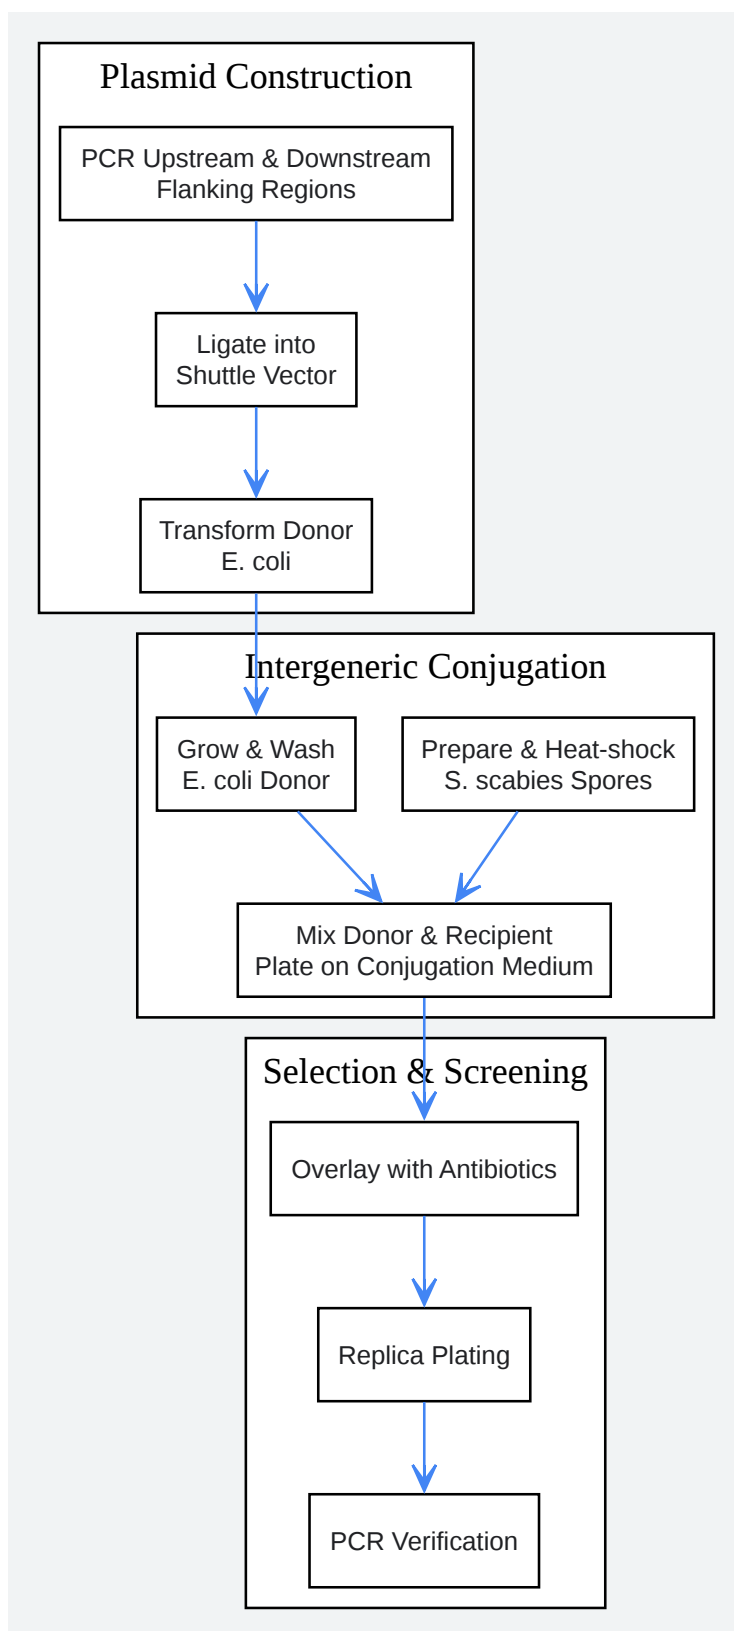 Plasmid Construction
PCR Upstream & Downstream
Flanking Regions
Ligate into
Shuttle Vector
Transform Donor
E. coli
Intergeneric Conjugation
Grow & Wash
E. coli Donor
Prepare & Heat-shock
S. scabies Spores
Mix Donor & Recipient
Plate on Conjugation Medium
Selection & Screening
Overlay with Antibiotics
Replica Plating
PCR Verification